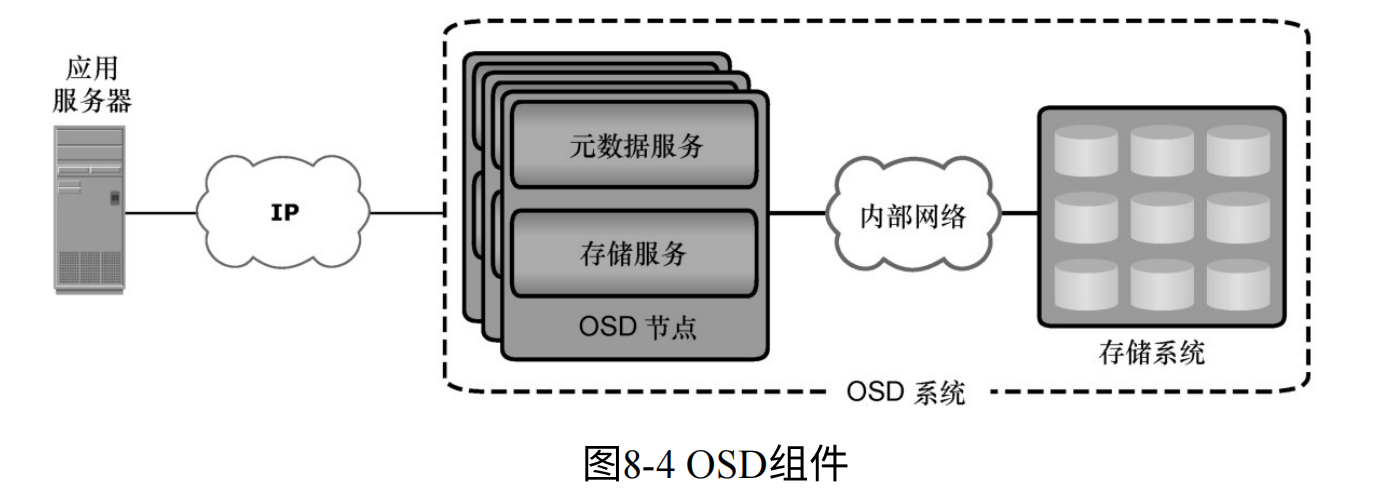 应用
服务器
IP
元数据服务
存储服务
OSD 节点
内部网络
存储系统
OSD 系统
图8-4 OSD组件